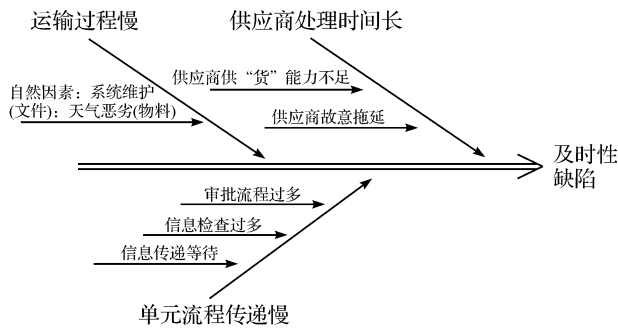 运输过程慢
供应商处理时间长
供应商供“货”能力不足
自然因素：系统维护
(文件)：天气恶劣(物料)
供应商故意拖延
及时性
缺陷
审批流程过多
信息检查过多
信息传递等待
单元流程传递慢